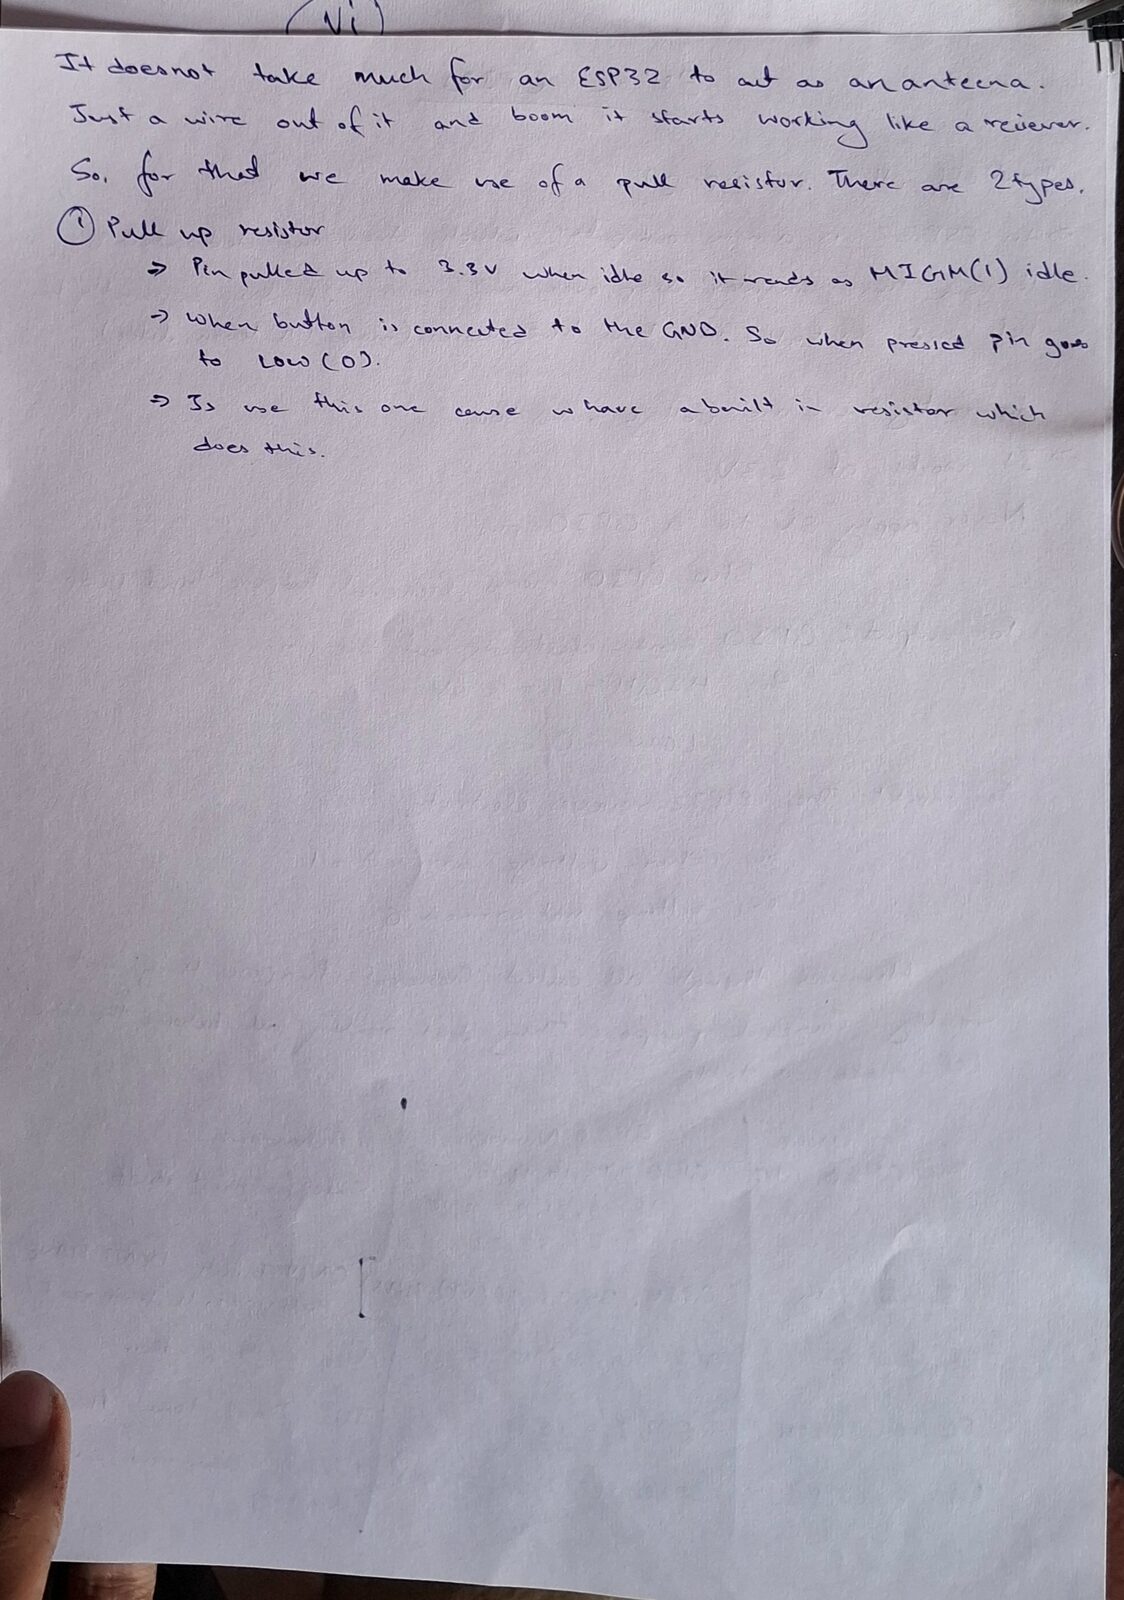 Vi
It doesnot take much for an ESP32 to act as an anteena.
Just a wire out of it and boom it starts working like a reciever.
So, for that we make use of a pull resistor. There are 2 types.
① Pull up resistor
→ Pin pulled up to 3.3V when idle so it reads as HIGH(1) idle.
→ When button is connected to the GND. So when pressed pin goes
to LOW (0).
→ Is use this one cause w have a built in resistor which
does this.